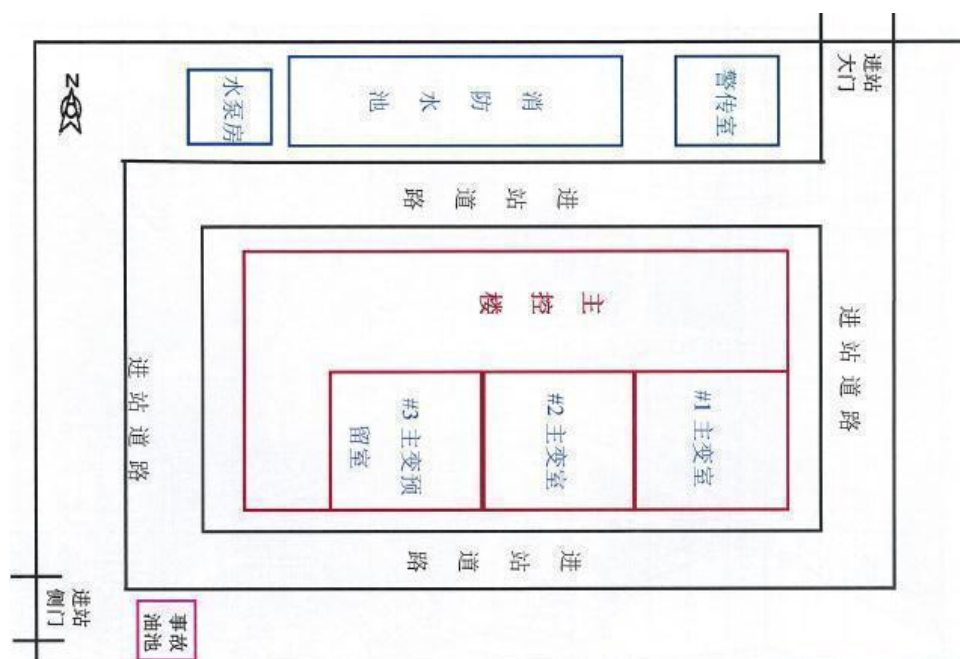 进站
大门
警传室
消防水池
水泵房
N
进站道路
进站道路
主控楼
#1 主变室
#2 主变室
#3 主变预
留室
进站道路
进站道路
进站
侧门
事故
油池